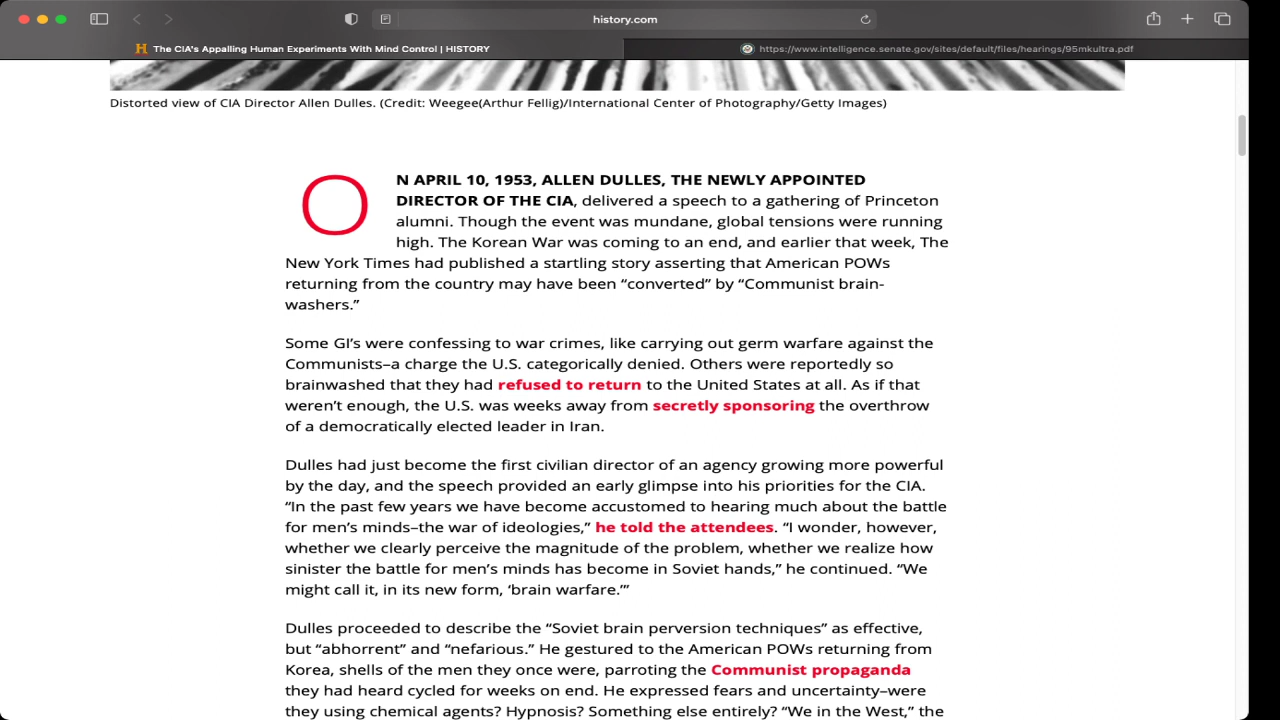 history.com
The CIA's Appalling Human Experiments With Mind Control | HISTORY
https://www.intelligence.senate.gov/sites/default/files/hearings/95mkultra.pdf
Distorted view of CIA Director Allen Dulles. (Credit: Weegee(Arthur Fellig)/International Center of Photography/Getty Images)
ON APRIL 10, 1953, ALLEN DULLES, THE NEWLY APPOINTED
DIRECTOR OF THE CIA, delivered a speech to a gathering of Princeton
alumni. Though the event was mundane, global tensions were running
high. The Korean War was coming to an end, and earlier that week, The
New York Times had published a startling story asserting that American POWs
returning from the country may have been “converted” by “Communist brain-
washers.”
Some GI’s were confessing to war crimes, like carrying out germ warfare against the
Communists–a charge the U.S. categorically denied. Others were reportedly so
brainwashed that they had refused to return to the United States at all. As if that
weren’t enough, the U.S. was weeks away from secretly sponsoring the overthrow
of a democratically elected leader in Iran.
Dulles had just become the first civilian director of an agency growing more powerful
by the day, and the speech provided an early glimpse into his priorities for the CIA.
“In the past few years we have become accustomed to hearing much about the battle
for men’s minds–the war of ideologies,” he told the attendees. “I wonder, however,
whether we clearly perceive the magnitude of the problem, whether we realize how
sinister the battle for men’s minds has become in Soviet hands,” he continued. “We
might call it, in its new form, ‘brain warfare.’”
Dulles proceeded to describe the “Soviet brain perversion techniques” as effective,
but “abhorrent” and “nefarious.” He gestured to the American POWs returning from
Korea, shells of the men they once were, parroting the Communist propaganda
they had heard cycled for weeks on end. He expressed fears and uncertainty–were
they using chemical agents? Hypnosis? Something else entirely? “We in the West,” the